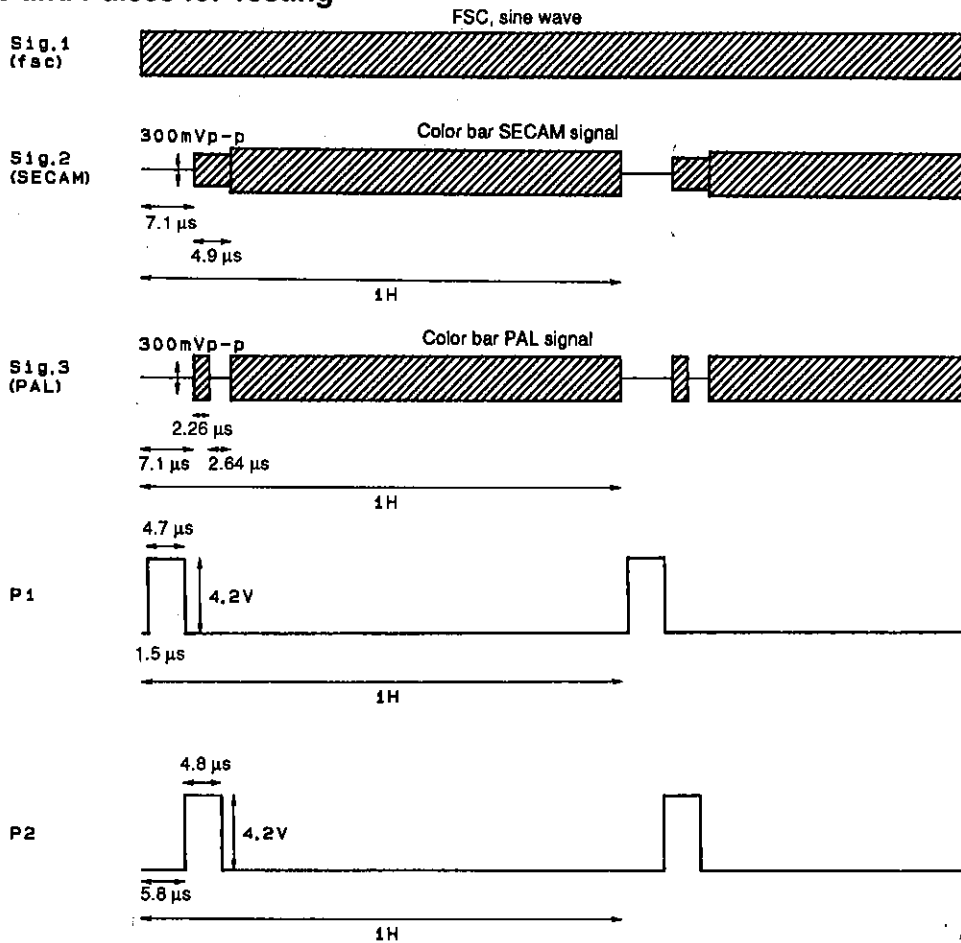 FSC, sine wave
Sig.1
(fsc)
300mVp-p
Color bar SECAM signal
Sig.2
(SECAM)
7.1 µs
4.9 µs
1H
300mVp-p
Color bar PAL signal
Sig.3
(PAL)
2.26 µs
7.1 µs 2.64 µs
1H
4.7 µs
P1
4.2V
1.5 µs
1H
4.8 µs
P2
4.2V
5.8 µs
1H